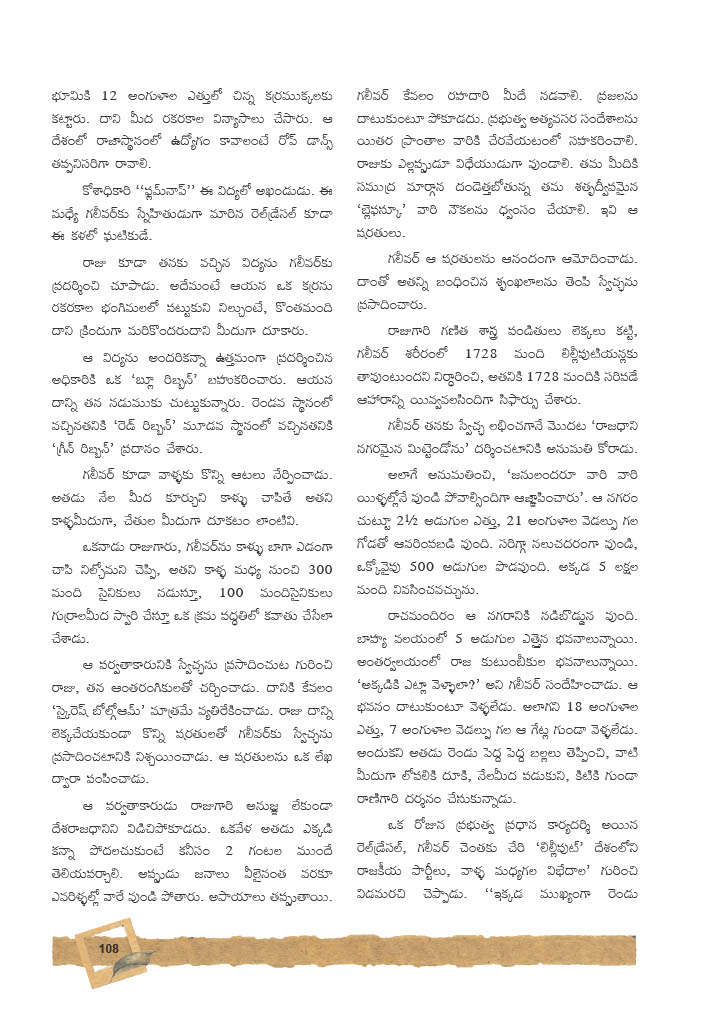 భూమికి 12 అంగుళాల ఎత్తులో చిన్న కర్రముక్కలకు
కట్టారు. దాని మీద రకరకాల విన్యాసాలు చేసారు. ఆ
దేశంలో రాజాస్థానంలో ఉద్యోగం కావాలంటే రోప్ డాన్స్
తప్పనిసరిగా రావాలి.
కోశాధికారి ‘‘ఫ్లమ్‌నాప్’’ ఈ విద్యలో అఖండుడు. ఈ
మధ్యే గలీవర్‌కు స్నేహితుడుగా మారిన రెల్‌డ్రేసల్ కూడా
ఈ కళలో ఘటికుడే.
రాజు కూడా తనకు వచ్చిన విద్యను గలీవర్‌కు
ప్రదర్శించి చూపాడు. అదేమంటే ఆయన ఒక కర్రను
రకరకాల భంగిమలలో పట్టుకుని నిల్చుంటే, కొంతమంది
దాని క్రిందుగా మరికొందరుదాని మీదుగా దూకారు.
ఆ విద్యను అందరికన్నా ఉత్తమంగా ప్రదర్శించిన
అధికారికి ఒక ‘బ్లూ రిబ్బన్’ బహుకరించారు. ఆయన
దాన్ని తన నడుముకు చుట్టుకున్నారు. రెండవ స్థానంలో
వచ్చినతనికి ‘రెడ్ రిబ్బన్’ మూడవ స్థానంలో వచ్చినతనికి
‘గ్రీన్ రిబ్బన్’ ప్రదానం చేశారు.
గలీవర్ కూడా వాళ్ళకు కొన్ని ఆటలు నేర్పించాడు.
అతడు నేల మీద కూర్చుని కాళ్ళు చాపితే అతని
కాళ్ళమీదుగా, చేతుల మీదుగా దూకటం లాంటివి.
ఒకనాడు రాజుగారు, గలీవర్‌ను కాళ్ళు బాగా ఎడంగా
చాపి నిల్చోమని చెప్పి, అతని కాళ్ళ మధ్య నుంచి 300
మంది సైనికులు నడుస్తూ, 100 మందిసైనికులు
గుర్రాలమీద స్వారి చేస్తూ ఒక క్రమ పద్ధతిలో కవాతు చేసేలా
చేశాడు.
ఆ పర్వతాకారునికి స్వేచ్ఛను ప్రసాదించుట గురించి
రాజు, తన ఆంతరంగికులతో చర్చించాడు. దానికి కేవలం
‘స్కైరెష్ బోల్గోఆమ్’ మాత్రమే వ్యతిరేకించాడు. రాజు దాన్ని
లెక్కచేయకుండా కొన్ని షరతులతో గలీవర్‌కు స్వేచ్ఛను
ప్రసాదించటానికి నిశ్చయించాడు. ఆ షరతులను ఒక లేఖ
ద్వారా పంపించాడు.
ఆ పర్వతాకారుడు రాజుగారి అనుజ్ఞ లేకుండా
దేశరాజధానిని విడిచిపోకూడదు. ఒకవేళ అతడు ఎక్కడి
కన్నా పోదలచుకుంటే కనీసం 2 గంటల ముందే
తెలియపర్చాలి. అప్పుడు జనాలు వీలైనంత వరకూ
ఎవరిళ్ళల్లో వారే వుండి పోతారు. అపాయాలు తప్పుతాయి.
గలీవర్ కేవలం రహదారి మీదే నడవాలి. ప్రజలను
దాటుకుంటూ పోకూడదు. ప్రభుత్వ అత్యవసర సందేశాలను
యితర ప్రాంతాల వారికి చేరవేయటంలో సహకరించాలి.
రాజుకు ఎల్లప్పుడూ విధేయుడుగా వుండాలి. తమ మీదికి
సముద్ర మార్గాన దండెత్తబోతున్న తమ శతృద్వీపమైన
‘బ్లెఫస్కూ’ వారి నౌకలను ధ్వంసం చేయాలి. ఇవి ఆ
షరతులు.
గలీవర్ ఆ షరతులను ఆనందంగా ఆమోదించాడు.
దాంతో అతన్ని బంధించిన శృంఖలాలను తెంపి స్వేచ్ఛను
ప్రసాదించారు.
రాజుగారి గణిత శాస్త్ర పండితులు లెక్కలు కట్టి,
గలీవర్ శరీరంలో 1728 మంది లిల్లీపుటియన్లకు
తావుంటుందని నిర్ధారించి, అతనికి 1728 మందికి సరిపడే
ఆహారాన్ని యివ్వవలసిందిగా సిఫార్సు చేశారు.
గలీవర్ తనకు స్వేచ్ఛ లభించగానే మొదట ‘రాజధాని
నగరమైన మిట్టెండోను’ దర్శించటానికి అనుమతి కోరాడు.
అలాగే అనుమతించి, ‘జనులందరూ వారి వారి
యిళ్ళల్లోనే వుండి పోవాల్సిందిగా ఆజ్ఞాపించారు’. ఆ నగరం
చుట్టూ 2½ అడుగుల ఎత్తు, 21 అంగుళాల వెడల్పు గల
గోడతో ఆవరించబడి వుంది. సరిగ్గా నలుచదరంగా వుండి,
ఒక్కోవైపు 500 అడుగుల పొడవుంది. అక్కడ 5 లక్షల
మంది నివసించవచ్చును.
రాచమందిరం ఆ నగరానికి నడిబొడ్డున వుంది.
బాహ్య వలయంలో 5 అడుగుల ఎత్తైన భవనాలున్నాయి.
అంతర్వలయంలో రాజ కుటుంబీకుల భవనాలున్నాయి.
‘అక్కడికి ఎట్లా వెళ్ళాలా?’ అని గలీవర్ సందేహించాడు. ఆ
భవనం దాటుకుంటూ వెళ్ళలేడు. అలాగని 18 అంగుళాల
ఎత్తు, 7 అంగుళాల వెడల్పు గల ఆ గేట్ల గుండా వెళ్ళలేడు.
అందుకని అతడు రెండు పెద్ద పెద్ద బల్లలు తెప్పించి, వాటి
మీదుగా లోపలికి దూకి, నేలమీద పడుకుని, కిటికి గుండా
రాణిగారి దర్శనం చేసుకున్నాడు.
ఒక రోజున ప్రభుత్వ ప్రధాన కార్యదర్శి అయిన
రెల్‌డ్రేసల్, గలీవర్ చెంతకు చేరి ‘లిల్లీపుట్’ దేశంలోని
రాజకీయ పార్టీలు, వాళ్ళ మధ్యగల విభేదాల’ గురించి
విడమరచి చెప్పాడు. ‘‘ఇక్కడ ముఖ్యంగా రెండు
108